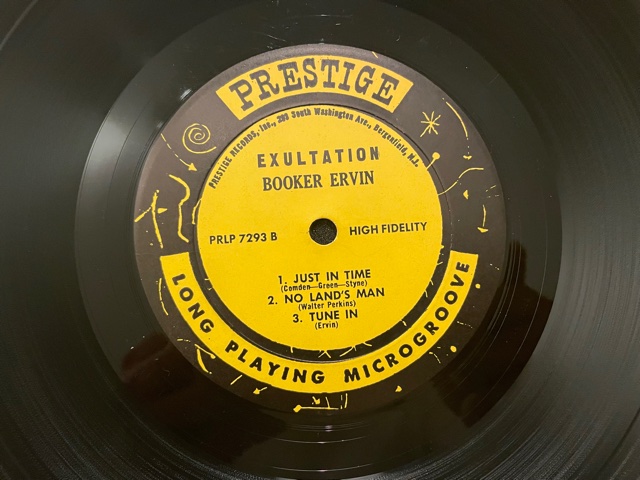 PRESTIGE
PRESTIGE RECORDS, Inc., 203 South Washington Ave., Bergenfield, N.J.
EXULTATION
BOOKER ERVIN
PRLP 7293 B
HIGH FIDELITY
1. JUST IN TIME
(Comden—Green—Styne)
2. NO LAND'S MAN
(Walter Perkins)
3. TUNE IN
(Ervin)
LONG PLAYING MICROGROOVE